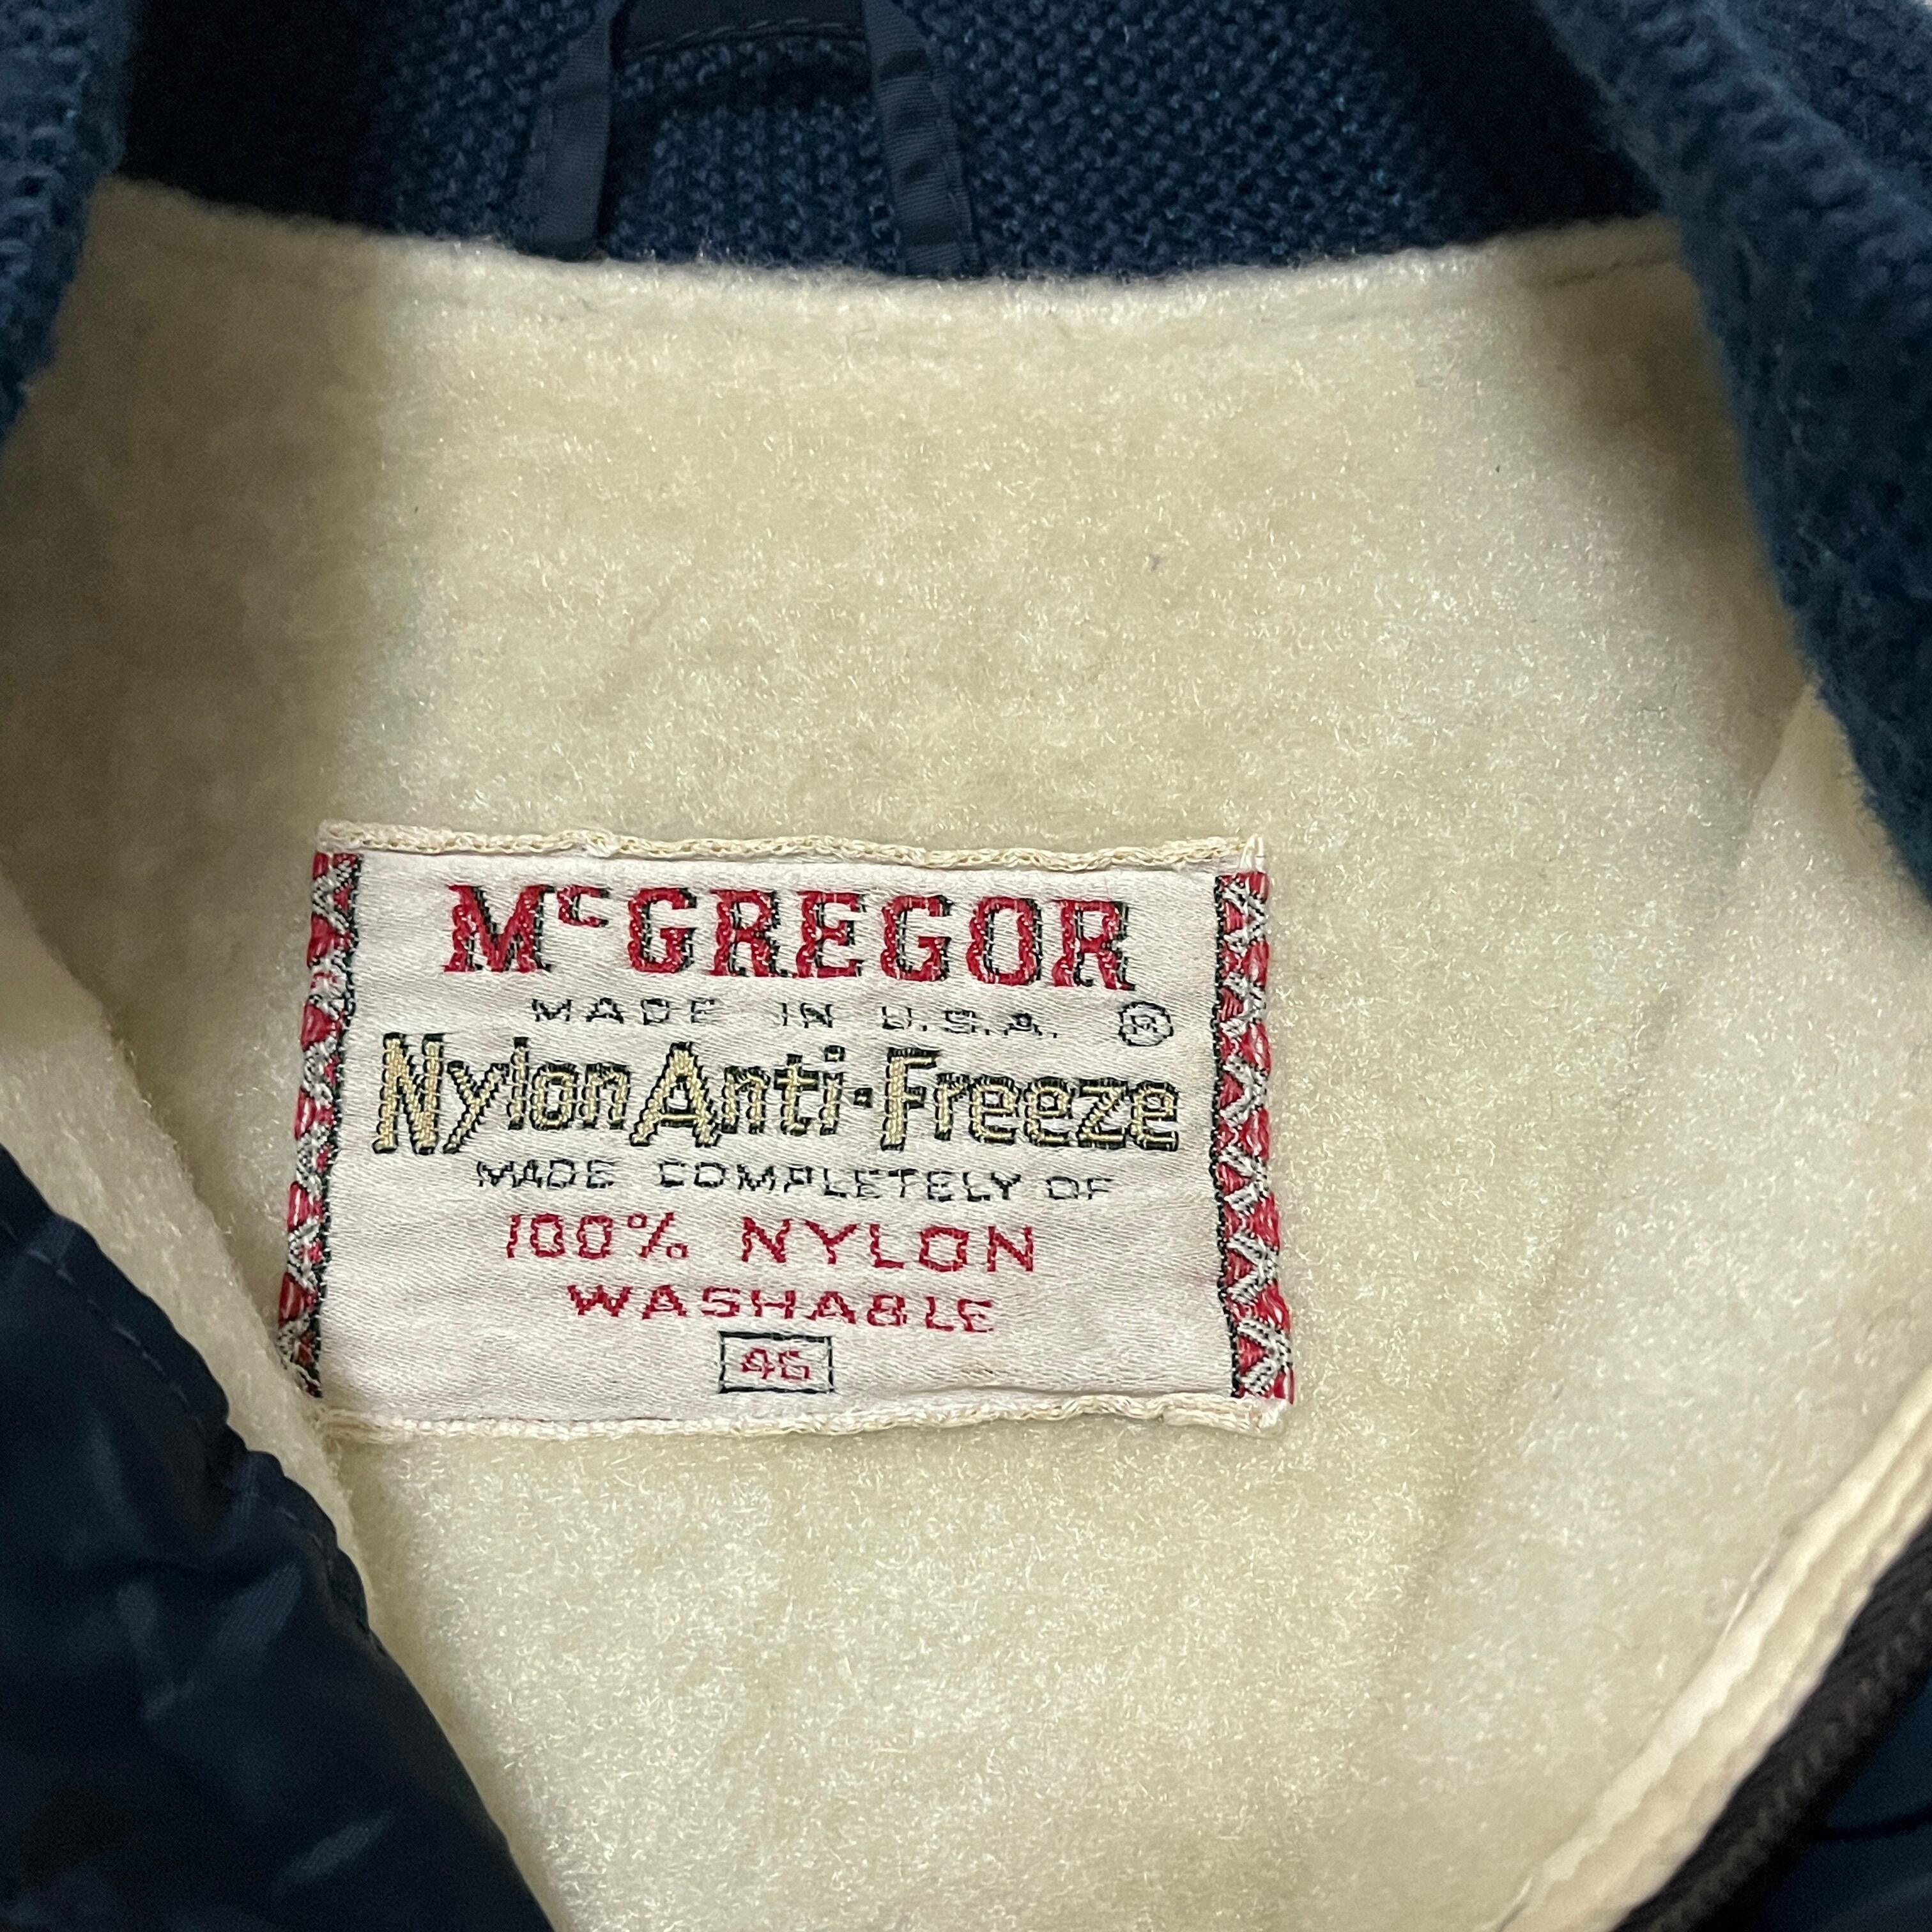 McGREGOR
MADE IN U.S.A. ®
Nylon Anti-Freeze
MADE COMPLETELY OF
100% NYLON
WASHABLE
46